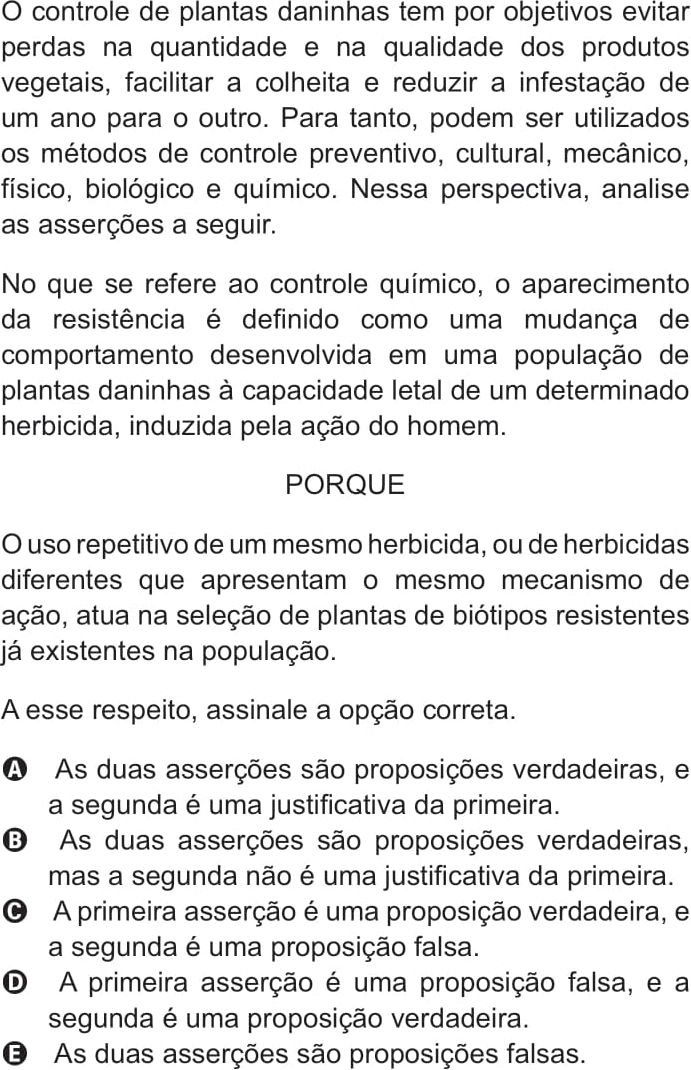 O controle de plantas daninhas tem por objetivos evitar
perdas na quantidade e na qualidade dos produtos
vegetais, facilitar a colheita e reduzir a infestação de
um ano para o outro. Para tanto, podem ser utilizados
os métodos de controle preventivo, cultural, mecânico,
físico, biológico e químico. Nessa perspectiva, analise
as asserções a seguir.
No que se refere ao controle químico, o aparecimento
da resistência é definido como uma mudança de
comportamento desenvolvida em uma população de
plantas daninhas à capacidade letal de um determinado
herbicida, induzida pela ação do homem.
PORQUE
O uso repetitivo de um mesmo herbicida, ou de herbicidas
diferentes que apresentam o mesmo mecanismo de
ação, atua na seleção de plantas de biótipos resistentes
já existentes na população.
A esse respeito, assinale a opção correta.
A As duas asserções são proposições verdadeiras, e
a segunda é uma justificativa da primeira.
B As duas asserções são proposições verdadeiras,
mas a segunda não é uma justificativa da primeira.
C A primeira asserção é uma proposição verdadeira, e
a segunda é uma proposição falsa.
D A primeira asserção é uma proposição falsa, e a
segunda é uma proposição verdadeira.
E As duas asserções são proposições falsas.